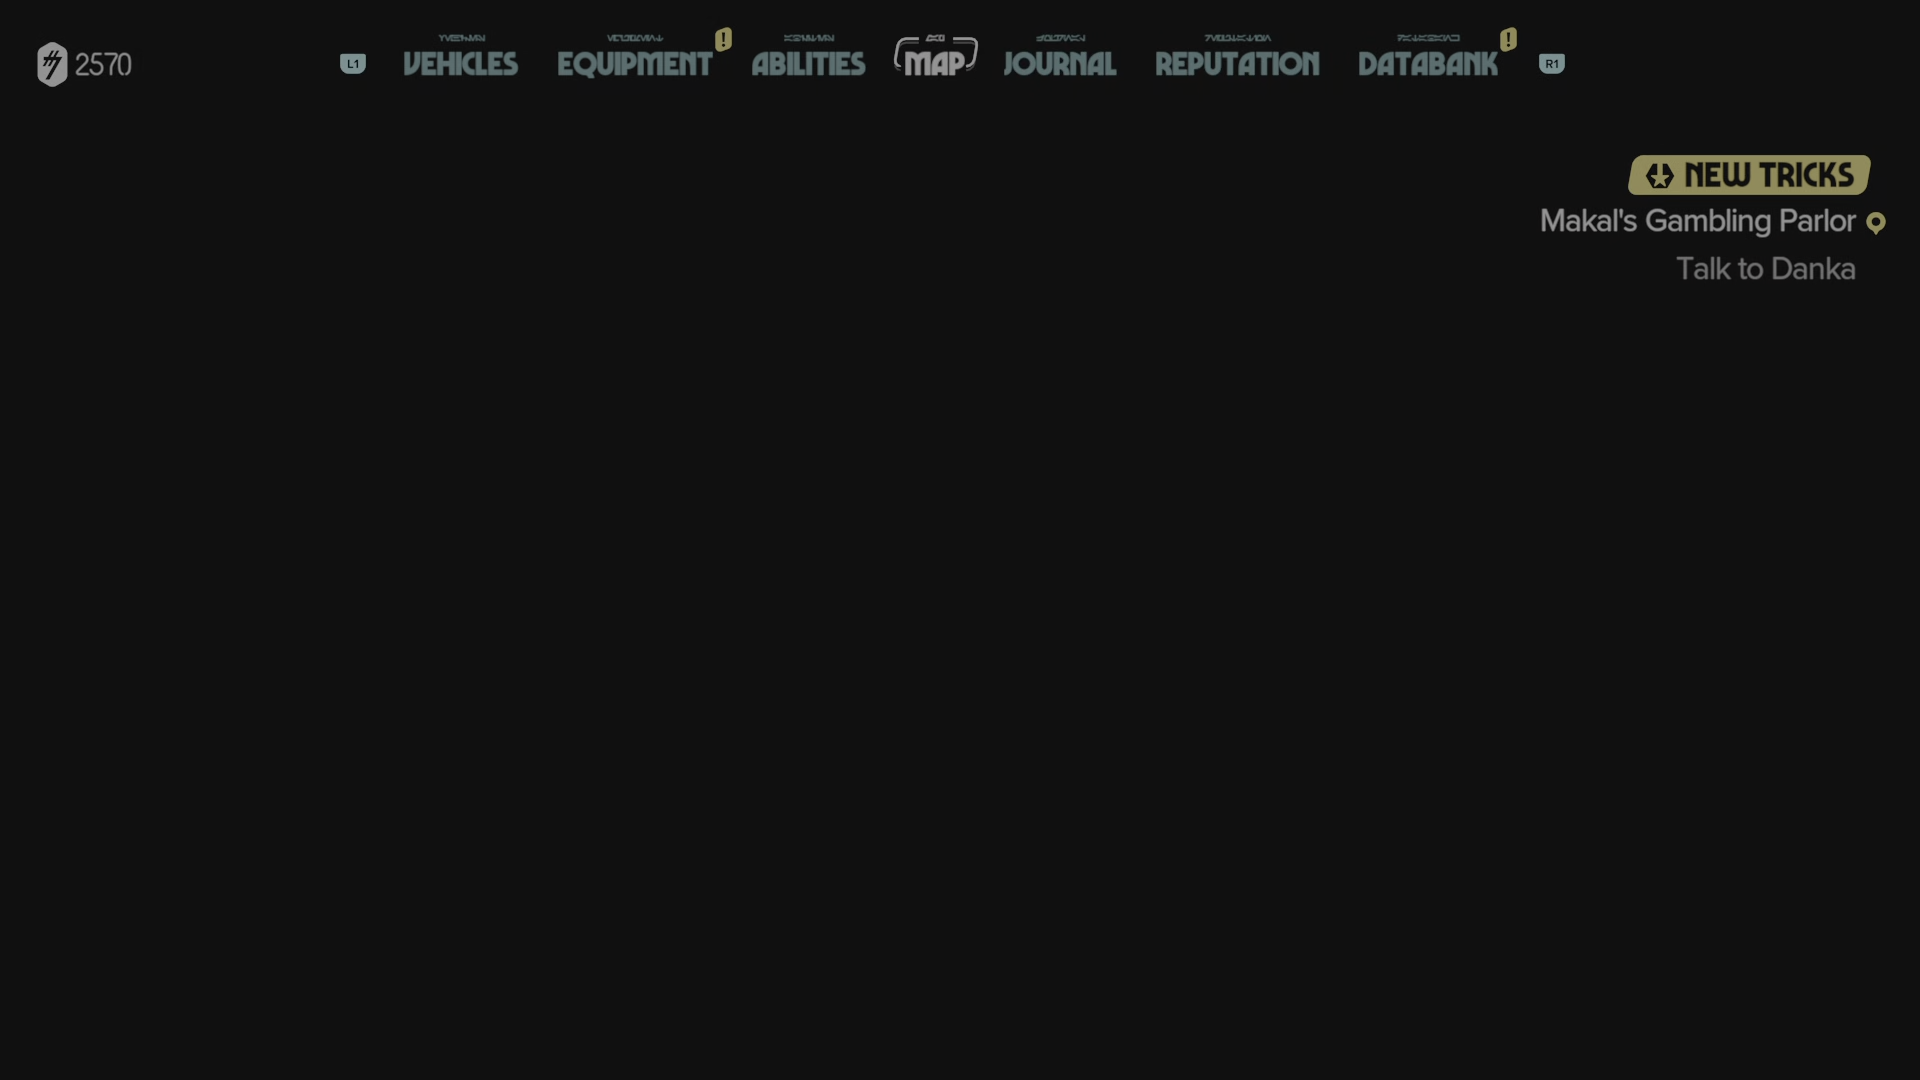 2570
L1
VEHICLES
EQUIPMENT
!
ABILITIES
MAP
JOURNAL
REPUTATION
DATABANK
!
R1
NEW TRICKS
Makal's Gambling Parlor
Talk to Danka